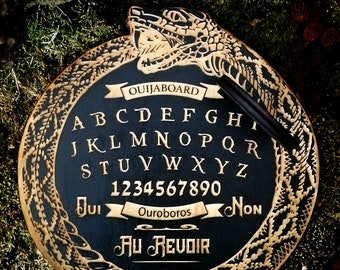 OUIJABOARD
ABCDEFGHI
JKLMNOPQR
STUVWXYZ
1234567890
Oui Ouroboros Non
Au Revoir